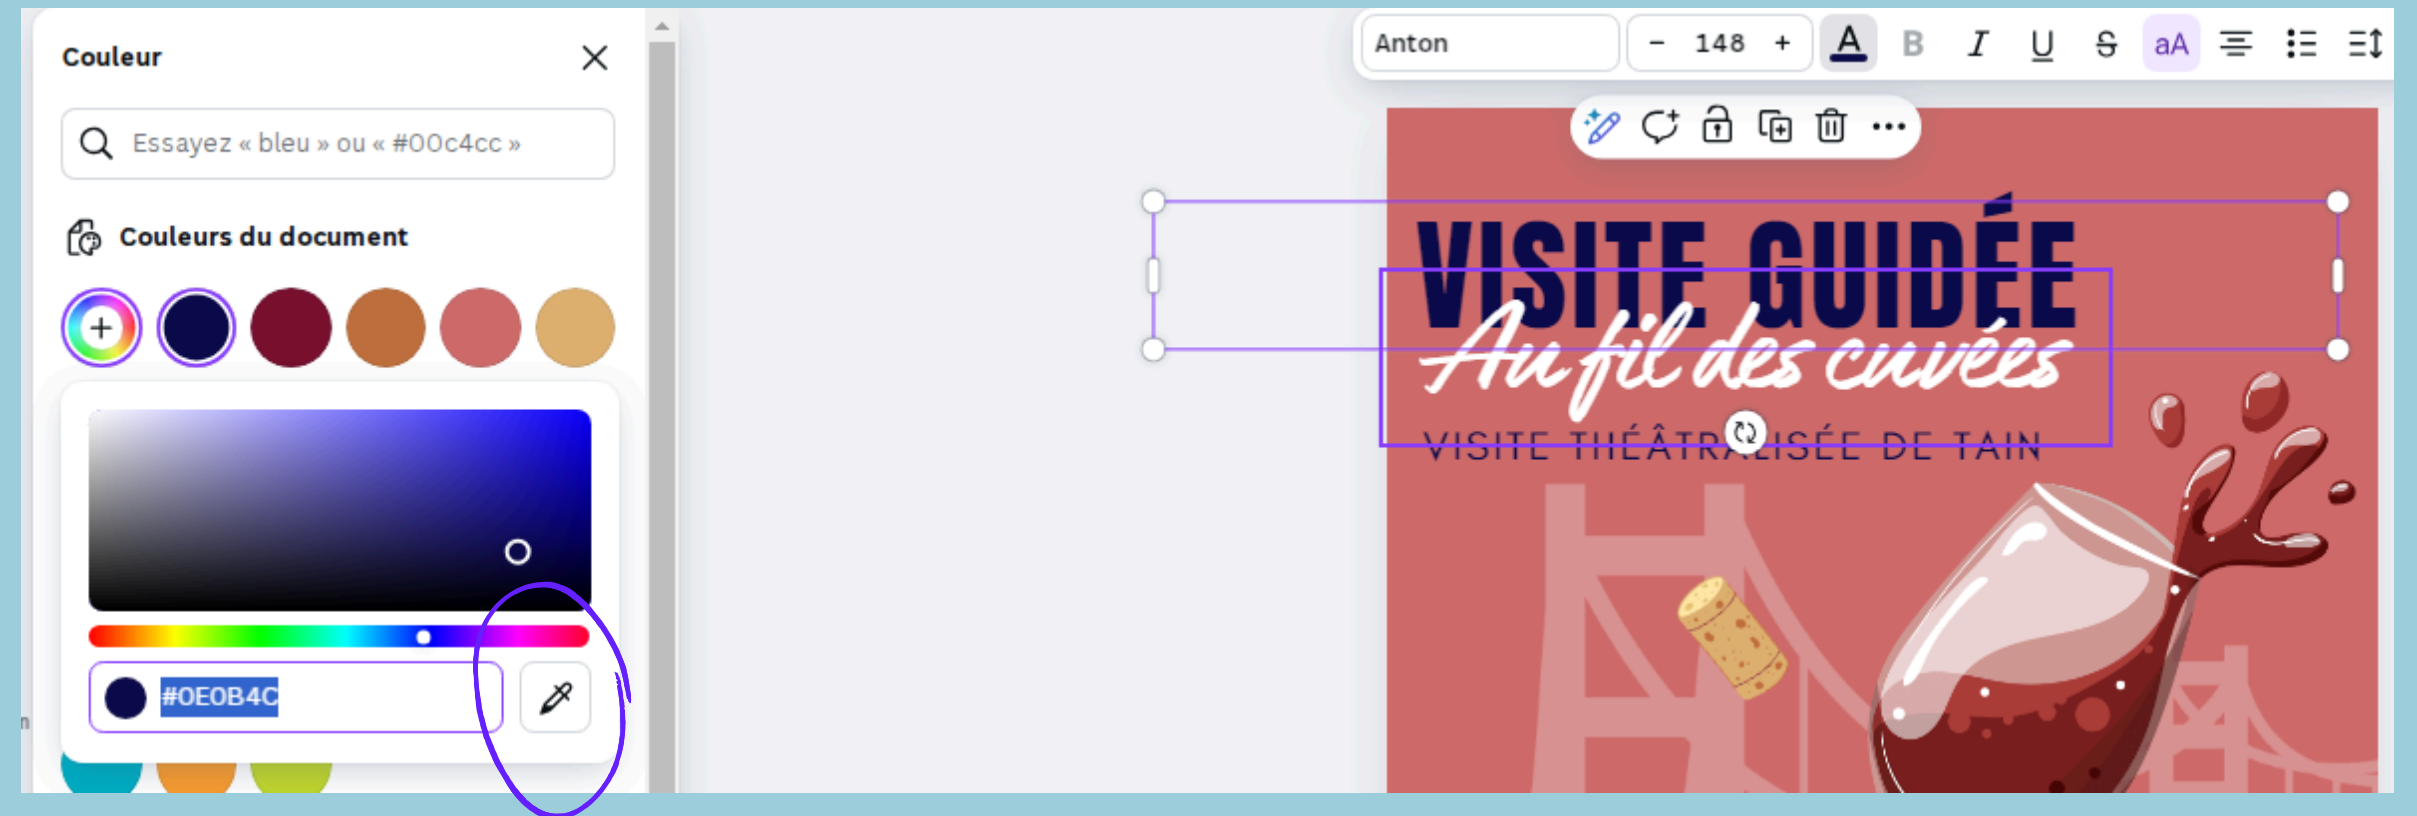 Couleur
Essayez « bleu » ou « #00c4cc »
Couleurs du document
#0E0B4C
n
Anton
− 148 +
A B I U S aA
VISITE GUIDÉE
Au fil des cuvées
VISITE THÉÂTRALISÉE DE TAIN